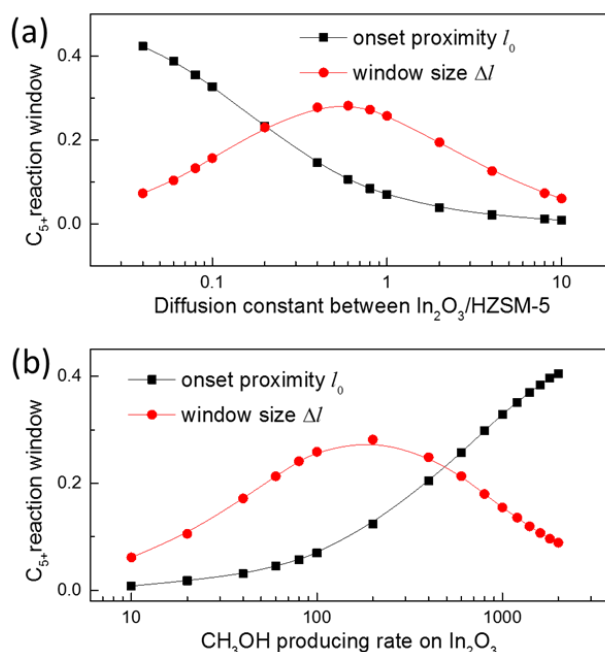 (a)
onset proximity l₀
window size Δl
0.4
0.2
0.0
C₅₊reaction window
0.1
1
10
Diffusion constant between In₂O₃/HZSM-5
(b)
onset proximity l₀
window size Δl
0.4
0.2
0.0
C₅₊reaction window
10
100
1000
CH₃OH producing rate on In₂O₃